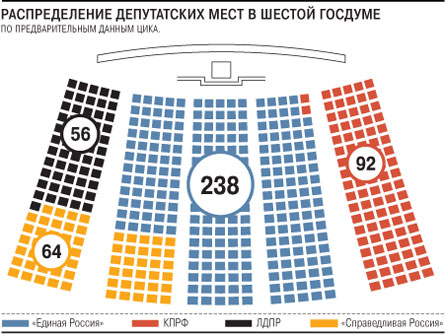 РАСПРЕДЕЛЕНИЕ ДЕПУТАТСКИХ МЕСТ В ШЕСТОЙ ГОСДУМЕ
ПО ПРЕДВАРИТЕЛЬНЫМ ДАННЫМ ЦИКА.
56
238
92
64
«Единая Россия» КПРФ ЛДПР «Справедливая Россия»